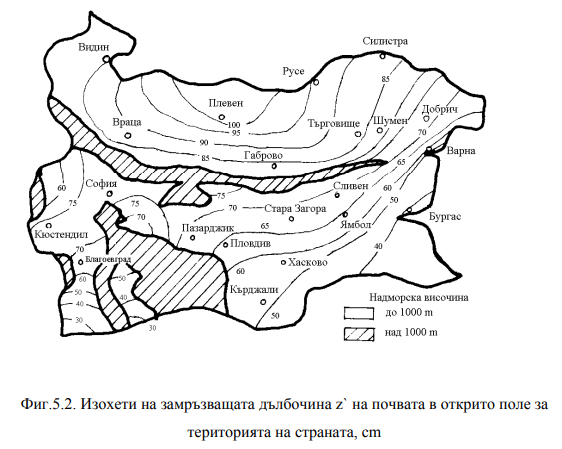 Силистра
Видин
Русе
85
Плевен
Добрич
100
95
Търговище
Шумен
70
Враца
90
85
Габрово
65
Варна
60
75
София
75
70
Сливен
75
70
Стара Загора
65
Ямбол
Бургас
Кюстендил
Пазарджик
Пловдив
40
70
Благоевград
60
Хасково
60
50
50
40
40
30
30
Кърджали
50
Надморска височина
до 1000 m
над 1000 m
Фиг.5.2. Изохети на замръзващата дълбочина z` на почвата в открито поле за
територията на страната, cm